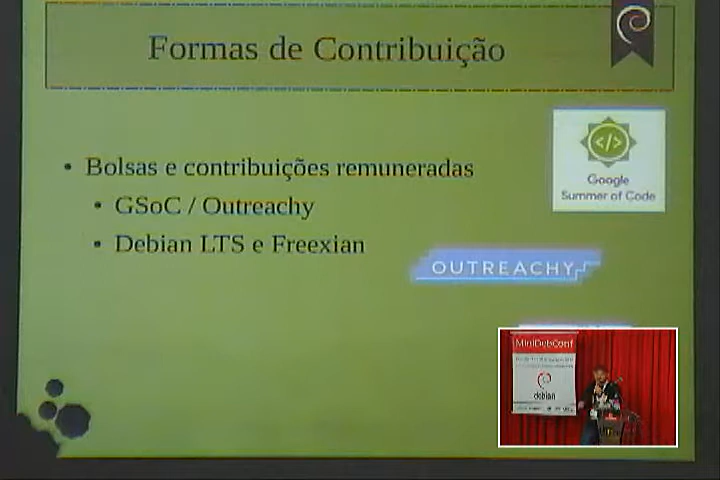 Formas de Contribuição
Bolsas e contribuições remuneradas
GSoC / Outreachy
Debian LTS e Freexian
Google
Summer of Code
OUTREACHY
MiniDebConf
debian